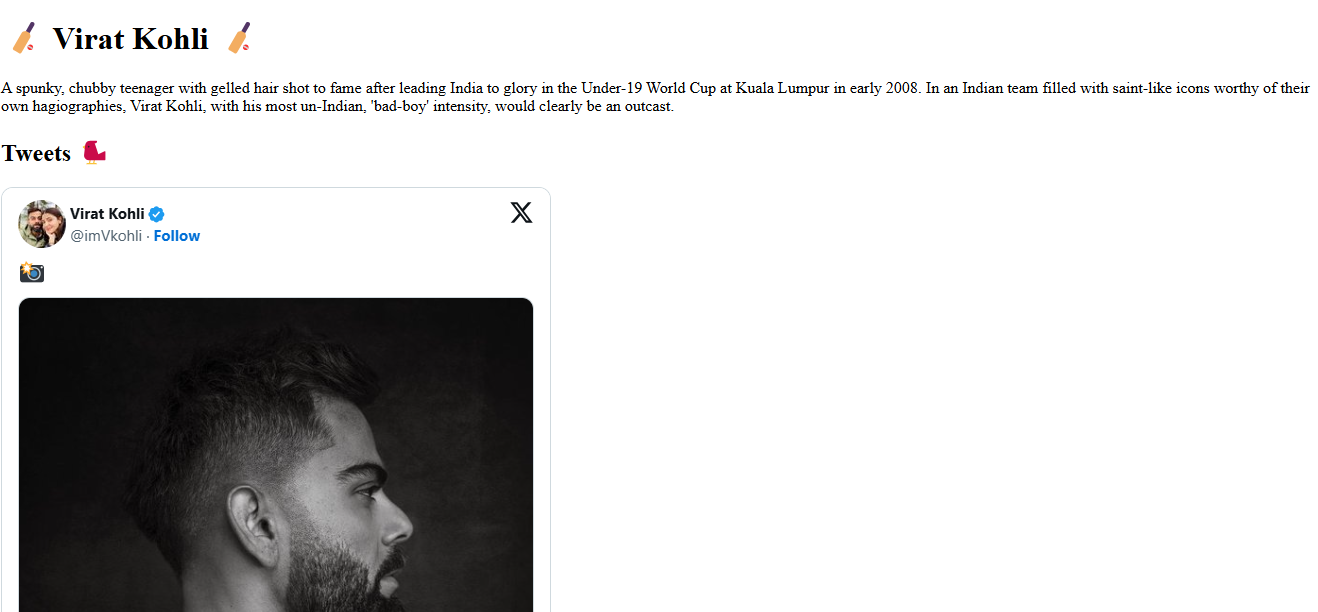 Virat Kohli
A spunky, chubby teenager with gelled hair shot to fame after leading India to glory in the Under-19 World Cup at Kuala Lumpur in early 2008. In an Indian team filled with saint-like icons worthy of their
own hagiographies, Virat Kohli, with his most un-Indian, 'bad-boy' intensity, would clearly be an outcast.
Tweets
Virat Kohli
@imVkohli · Follow